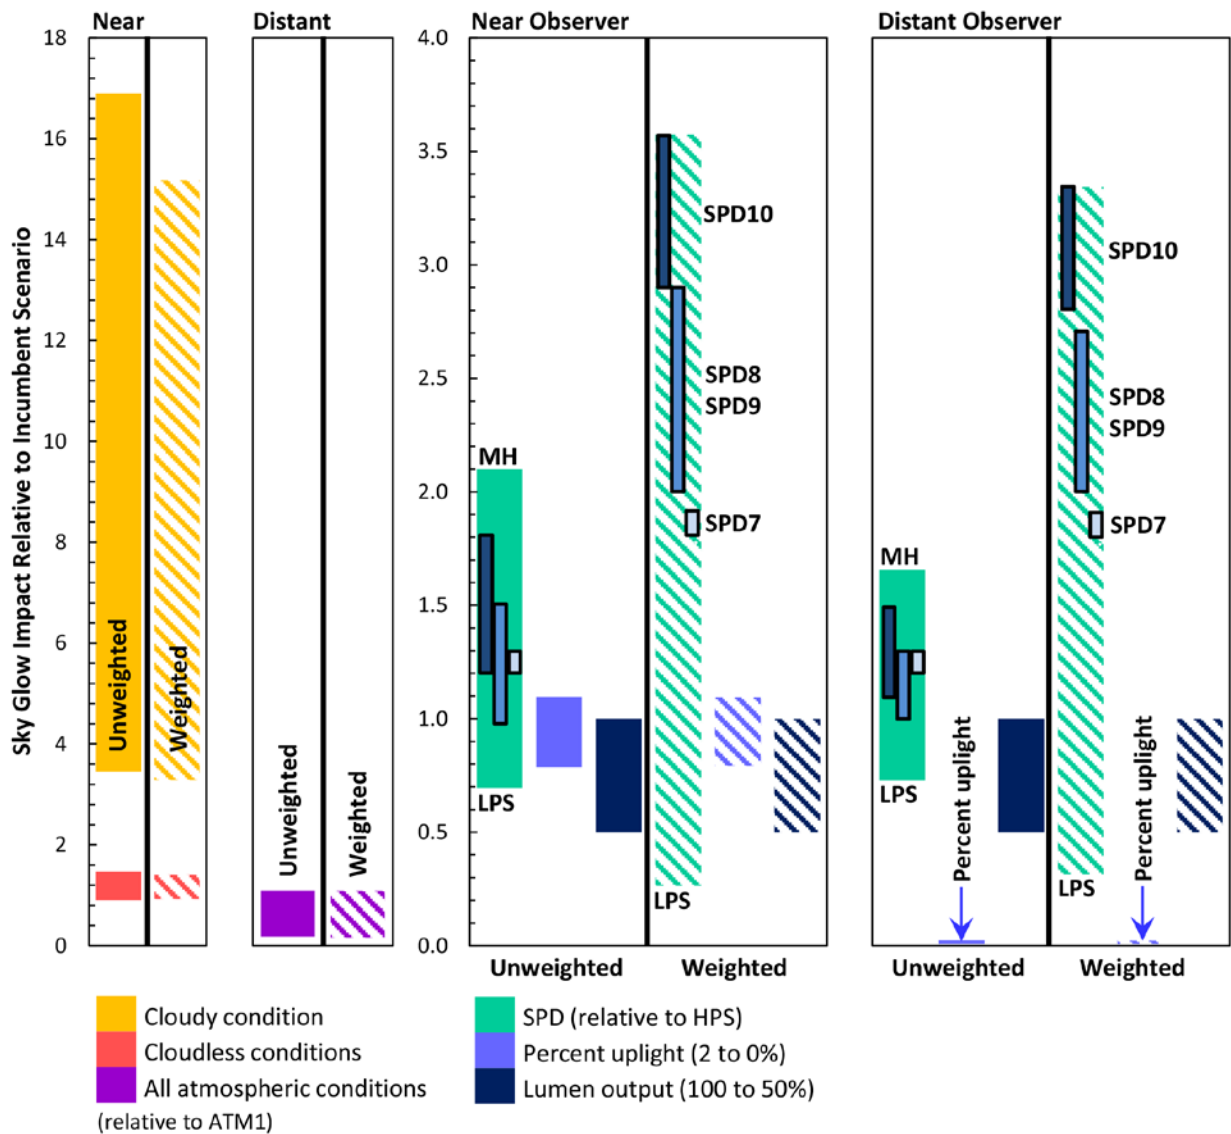 Near
Distant
Near Observer
Distant Observer
Sky Glow Impact Relative to Incumbent Scenario
18
16
14
12
10
8
6
4
2
0
Unweighted
Weighted
Unweighted
Weighted
4.0
3.5
3.0
2.5
2.0
1.5
1.0
0.5
0.0
MH
LPS
SPD10
SPD8
SPD9
SPD7
LPS
Unweighted
Weighted
MH
LPS
Percent uplight
SPD10
SPD8
SPD9
SPD7
LPS
Percent uplight
Unweighted
Weighted
Cloudy condition
Cloudless conditions
All atmospheric conditions
(relative to ATM1)
SPD (relative to HPS)
Percent uplight (2 to 0%)
Lumen output (100 to 50%)